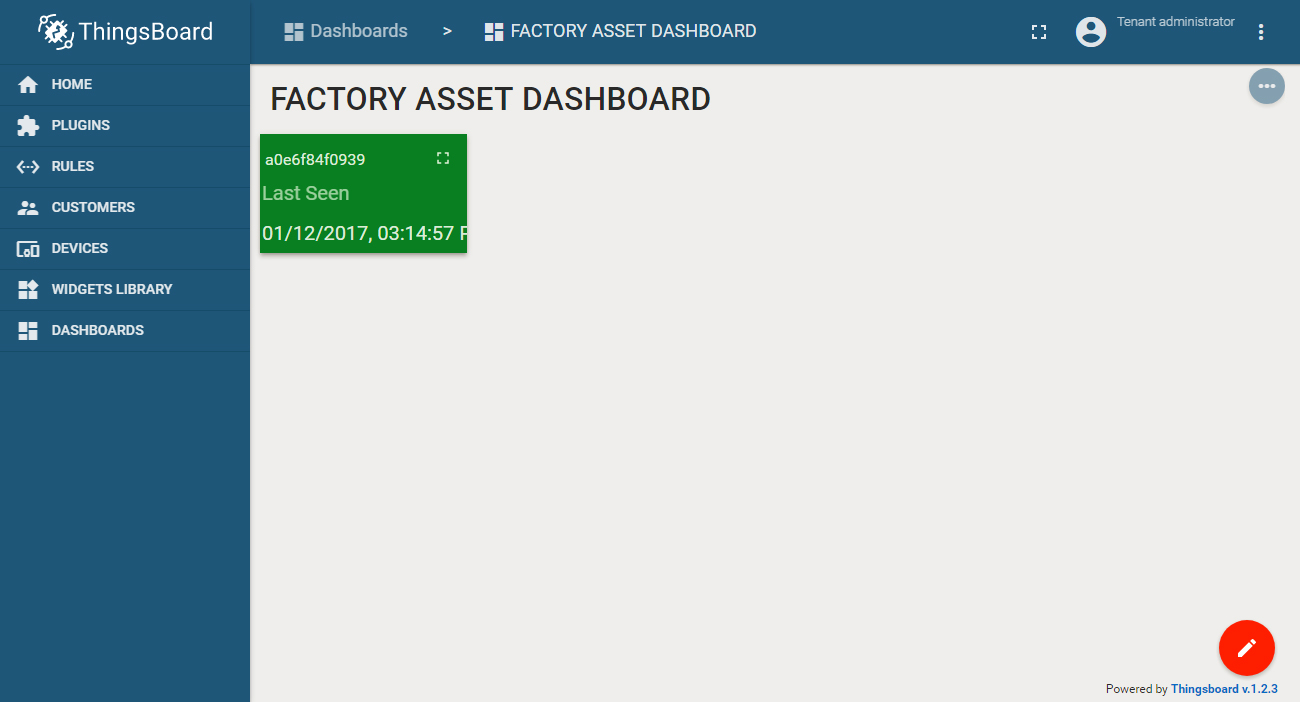 ThingsBoard
Dashboards > FACTORY ASSET DASHBOARD
Tenant administrator
HOME
PLUGINS
RULES
CUSTOMERS
DEVICES
WIDGETS LIBRARY
DASHBOARDS
FACTORY ASSET DASHBOARD
a0e6f84f0939
Last Seen
01/12/2017, 03:14:57
Powered by Thingsboard v.1.2.3